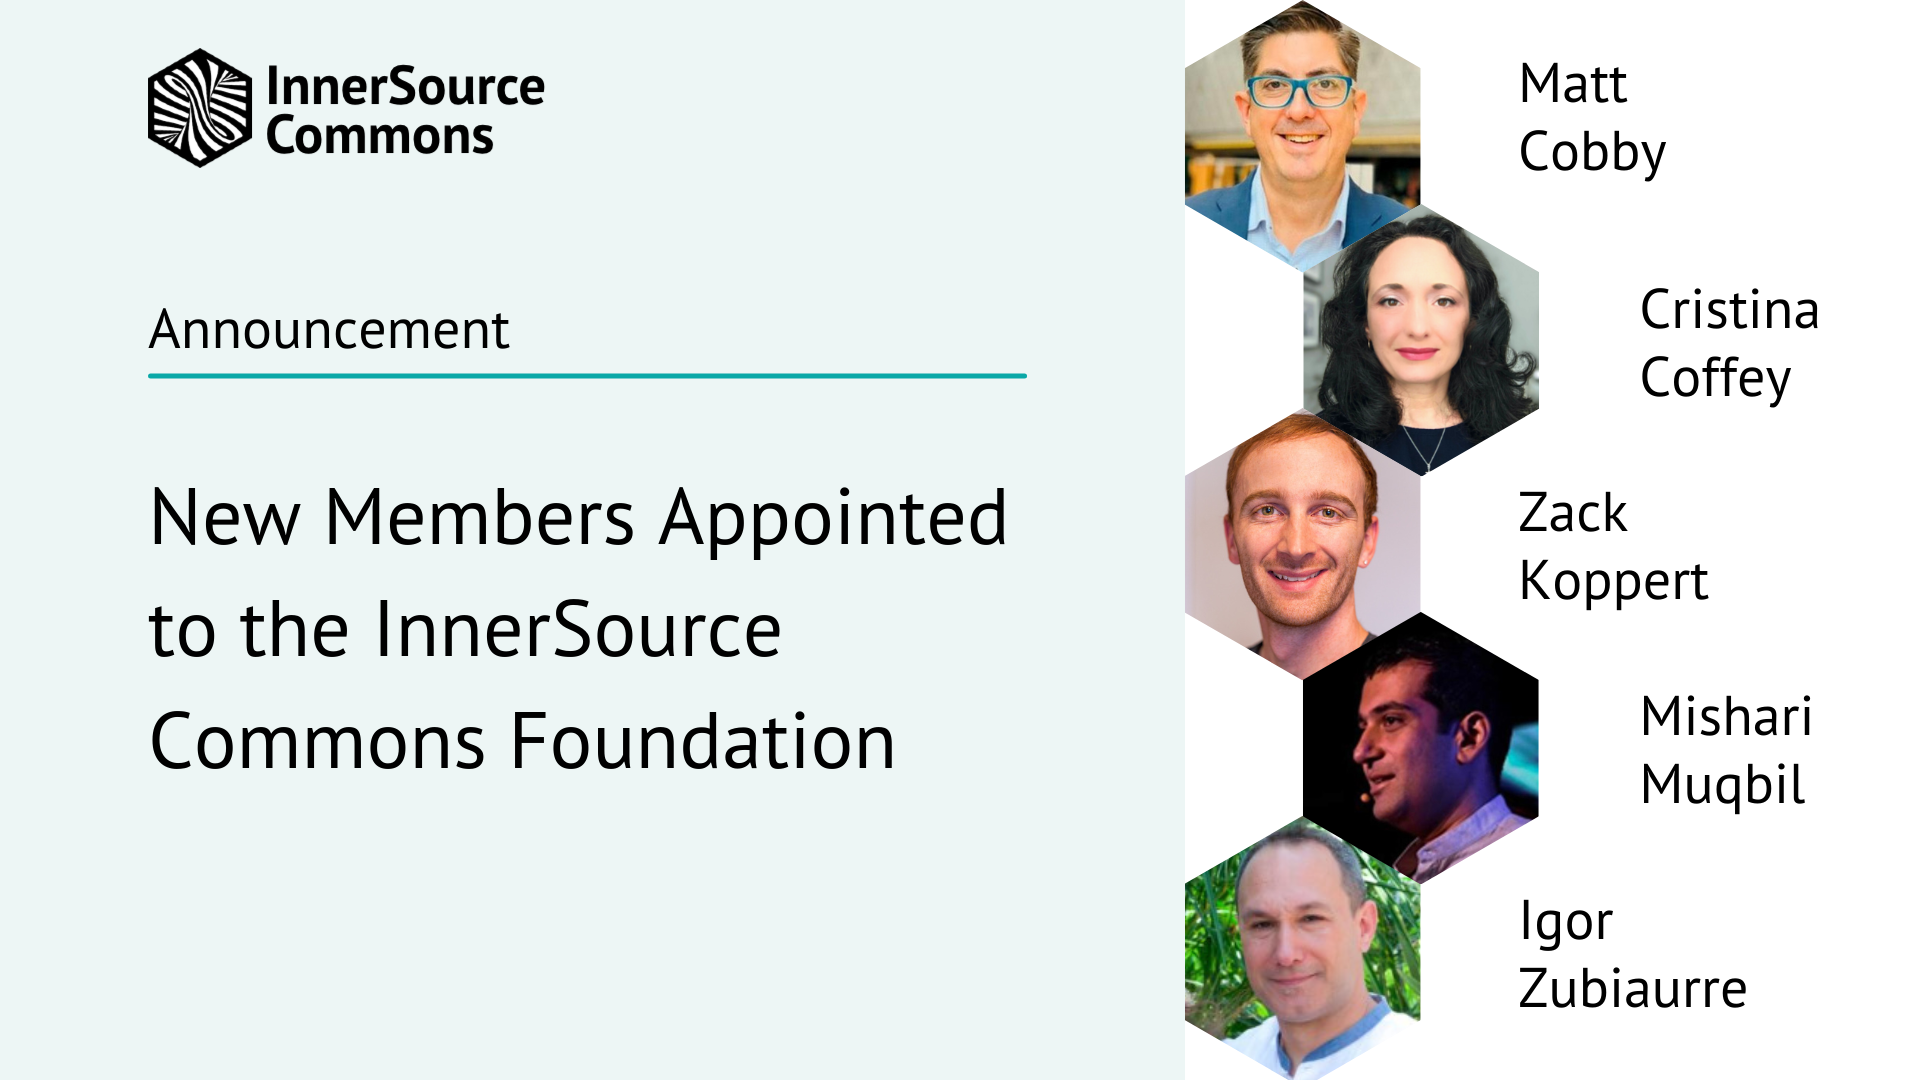 InnerSource
Commons
Announcement
New Members Appointed
to the InnerSource
Commons Foundation
Matt
Cobby
Cristina
Coffey
Zack
Koppert
Mishari
Muqbil
Igor
Zubiaurre